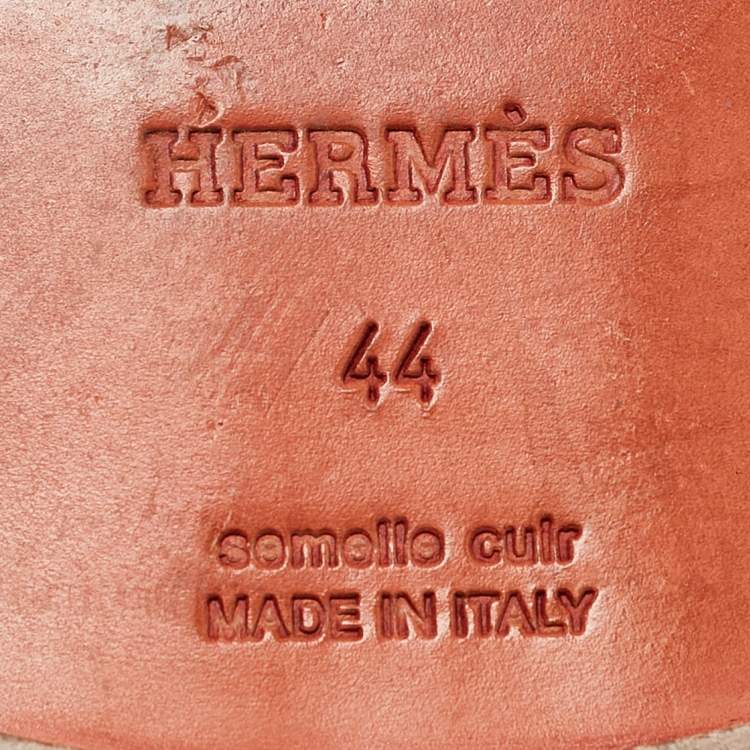 HERMÈS
44
semelle cuir
MADE IN ITALY